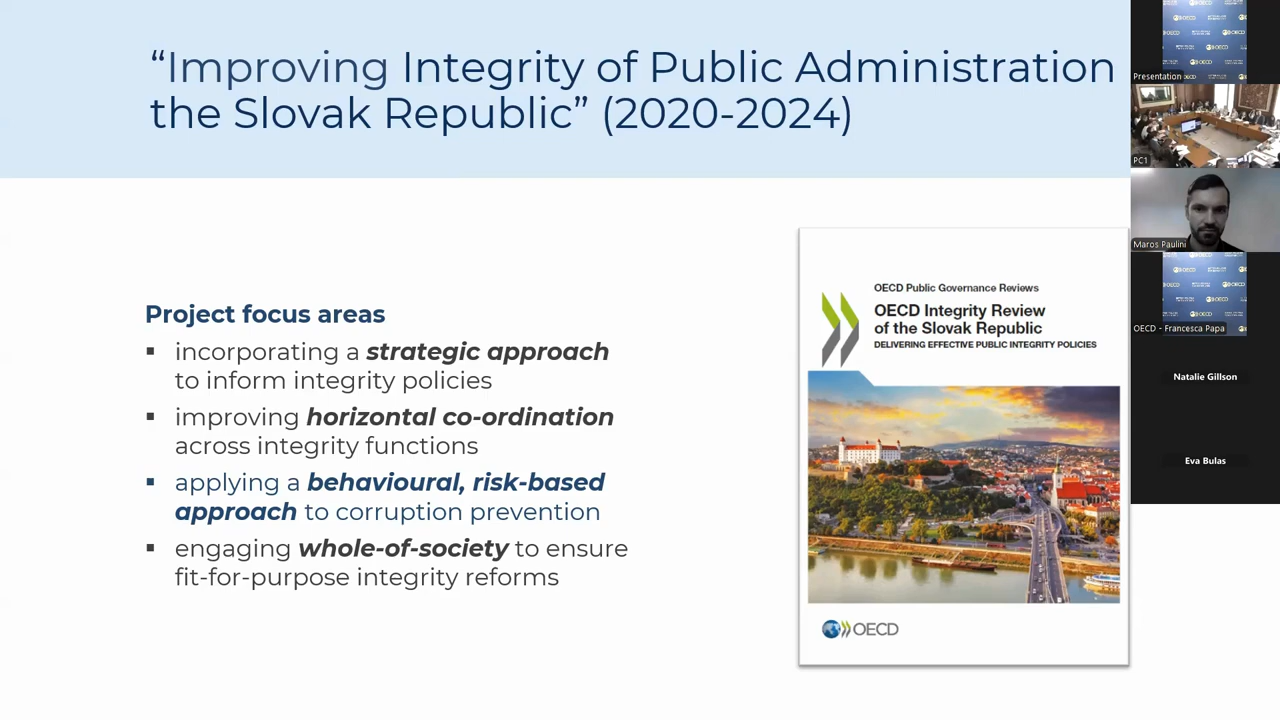 “Improving Integrity of Public Administration
the Slovak Republic” (2020-2024)
Project focus areas
▪ incorporating a strategic approach
to inform integrity policies
▪ improving horizontal co-ordination
across integrity functions
▪ applying a behavioural, risk-based
approach to corruption prevention
▪ engaging whole-of-society to ensure
fit-for-purpose integrity reforms
OECD Public Governance Reviews
OECD Integrity Review
of the Slovak Republic
DELIVERING EFFECTIVE PUBLIC INTEGRITY POLICIES
OECD
Presentation
PC1
Maros Paulini
OECD
OECD - Francesca Papa
Natalie Gillson
Eva Bulas